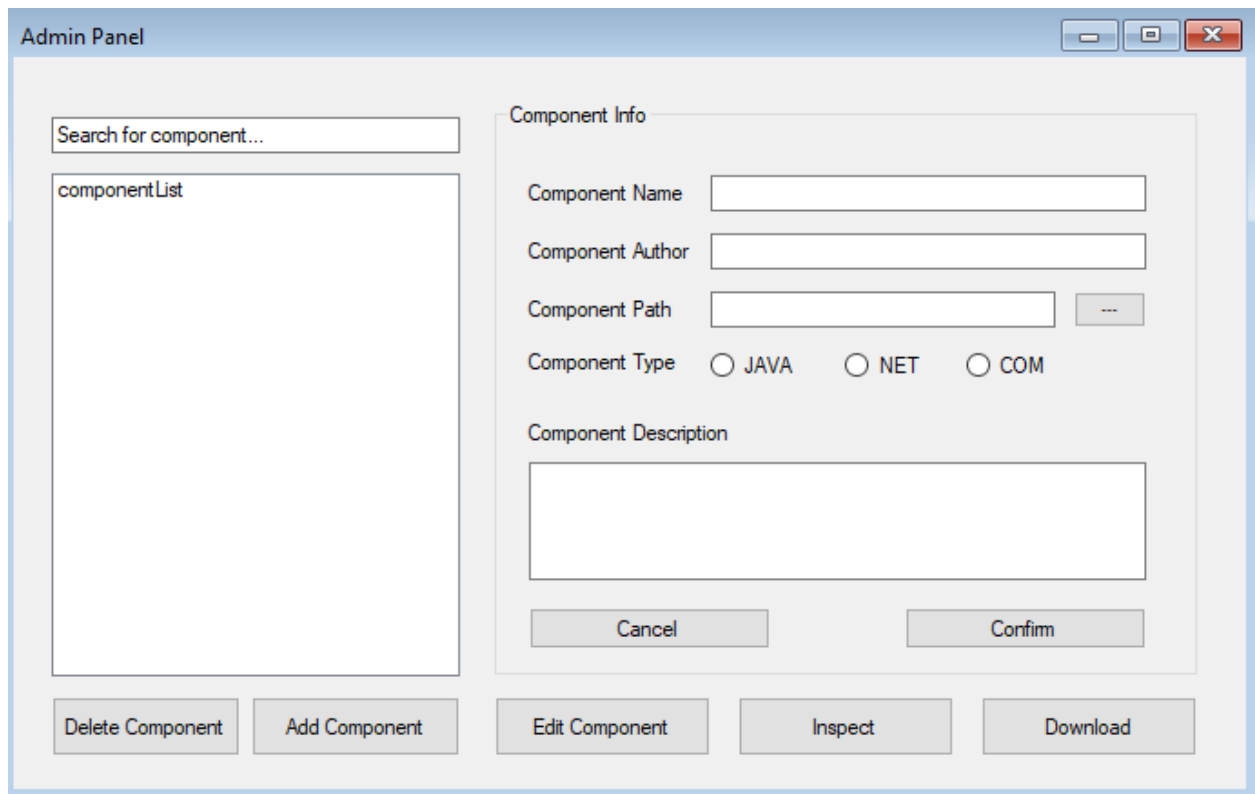 Admin Panel
Search for component...
componentList
Component Info
Component Name
Component Author
Component Path
---
Component Type
JAVA
NET
COM
Component Description
Cancel
Confirm
Delete Component
Add Component
Edit Component
Inspect
Download